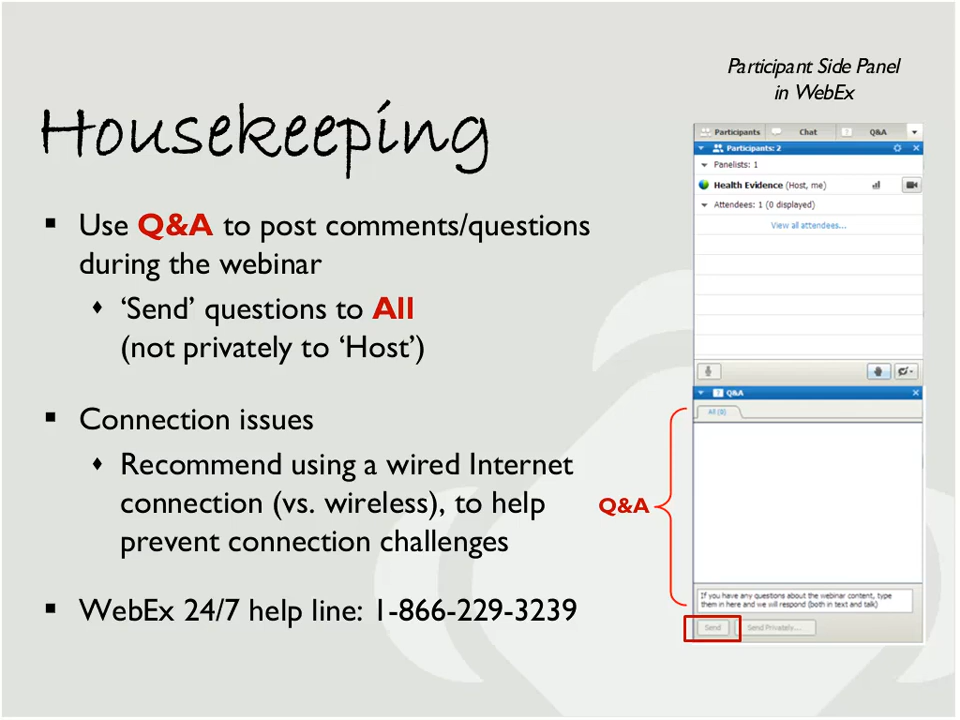 Participant Side Panel
in WebEx
Housekeeping
▪ Use Q&A to post comments/questions
during the webinar
♦ ‘Send’ questions to All
(not privately to ‘Host’)
▪ Connection issues
♦ Recommend using a wired Internet
connection (vs. wireless), to help
prevent connection challenges
▪ WebEx 24/7 help line: 1-866-229-3239
Participants Chat Q&A
Participants: 2
Panelists: 1
Health Evidence (Host, me)
Attendees: 1 (0 displayed)
View all attendees...
Q&A
All (0)
Q&A
If you have any questions about the webinar content, type
them in here and we will respond (both in text and talk)
Send Send Privately...